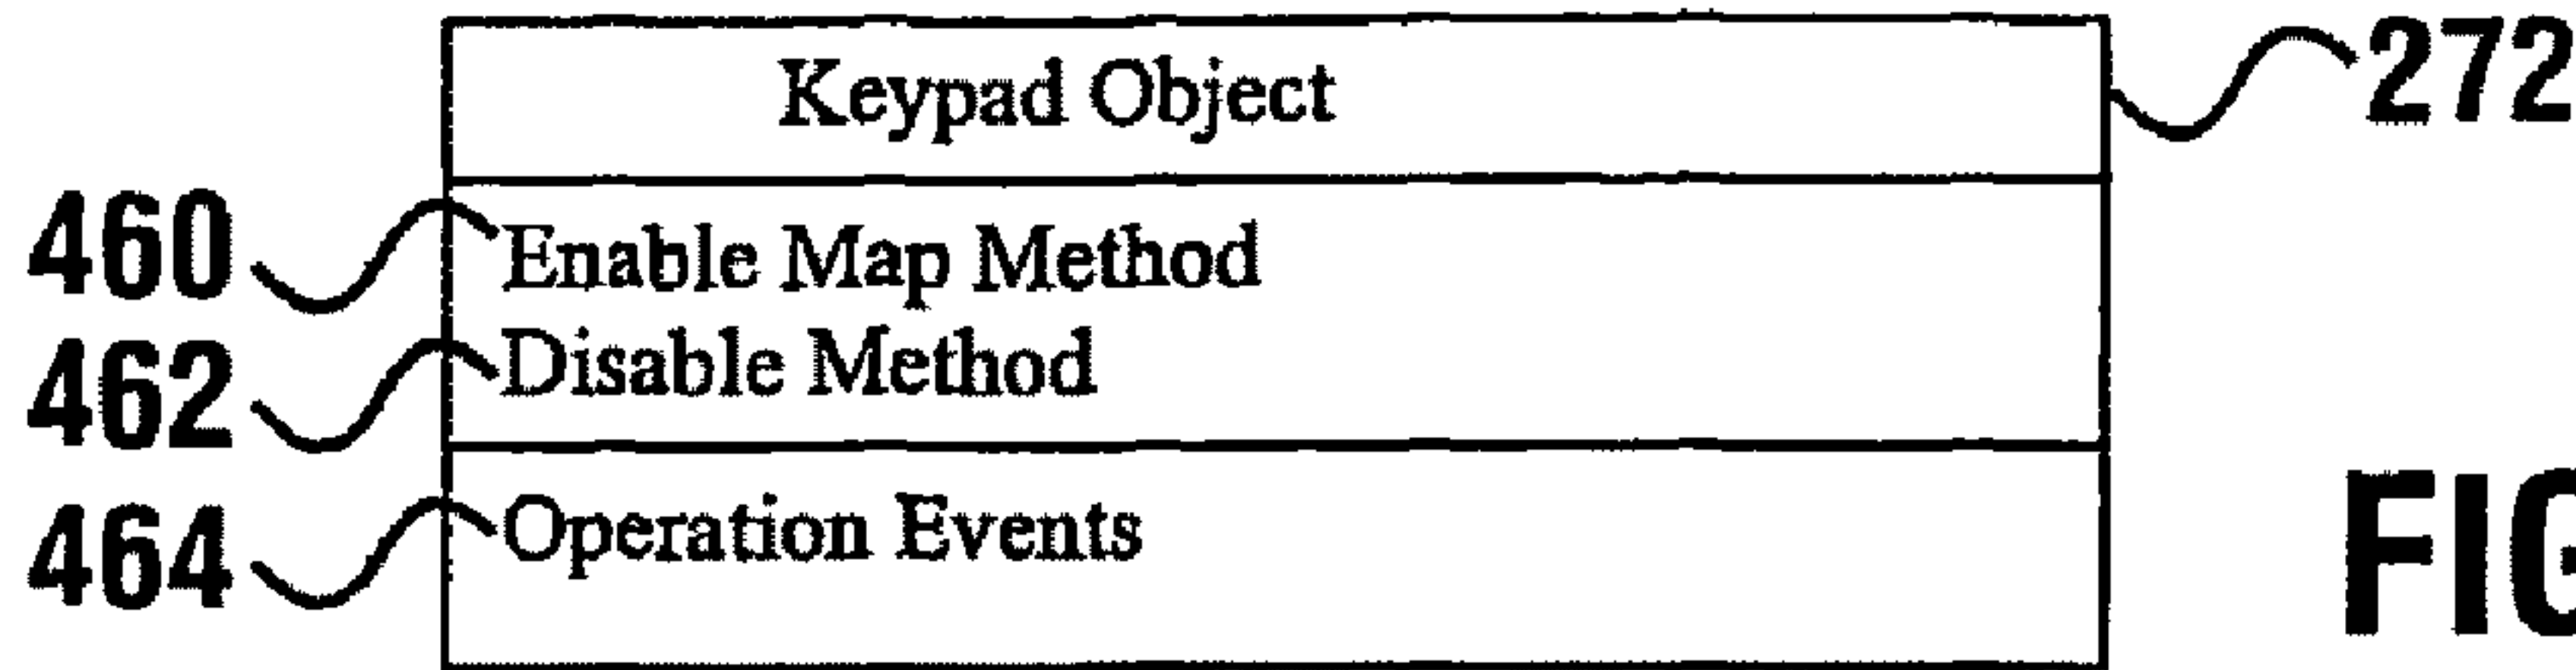 Keypad Object 272
460 Enable Map Method
462 Disable Method
464 Operation Events
FIG